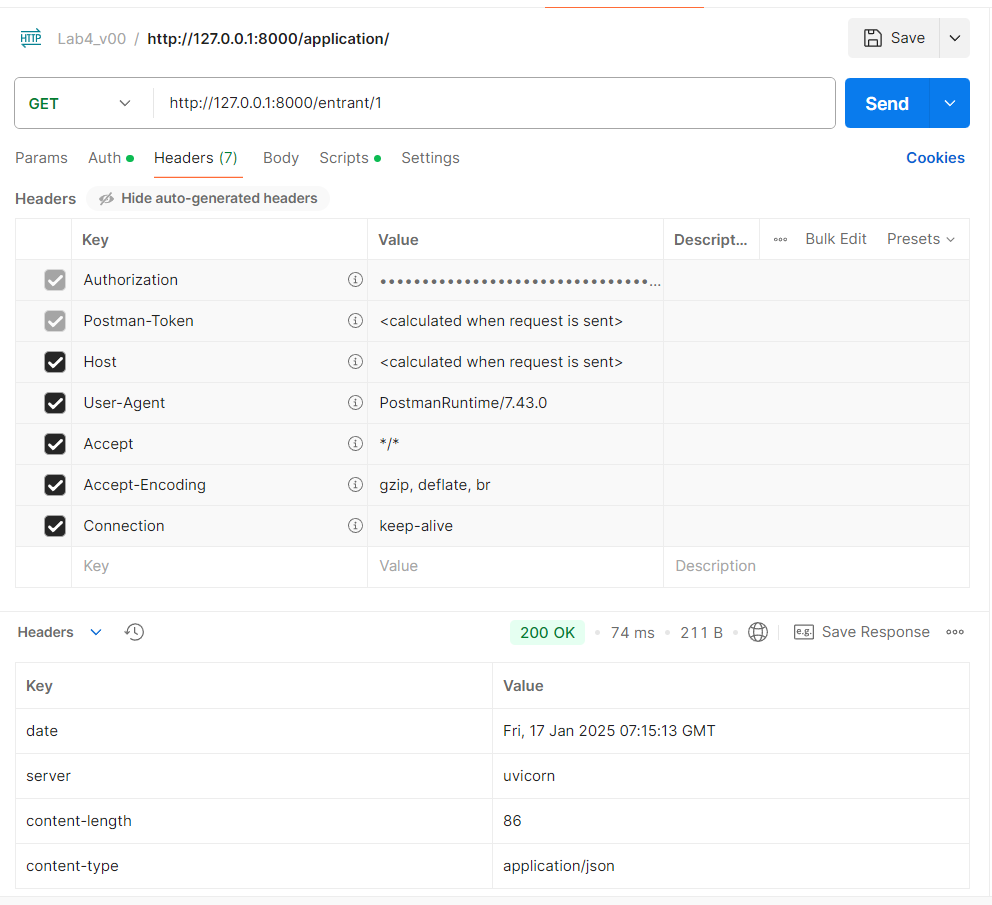 HTTP Lab4_v00 / http://127.0.0.1:8000/application/ Save
GET http://127.0.0.1:8000/entrant/1 Send
Params Auth Headers (7) Body Scripts Settings Cookies
Headers Hide auto-generated headers
Key Value Descript... Bulk Edit Presets
Authorization ••••••••••••••••••••••••••••••••...
Postman-Token <calculated when request is sent>
Host <calculated when request is sent>
User-Agent PostmanRuntime/7.43.0
Accept */*
Accept-Encoding gzip, deflate, br
Connection keep-alive
Key Value Description
Headers 200 OK • 74 ms • 211 B • e.g. Save Response
Key Value
date Fri, 17 Jan 2025 07:15:13 GMT
server uvicorn
content-length 86
content-type application/json